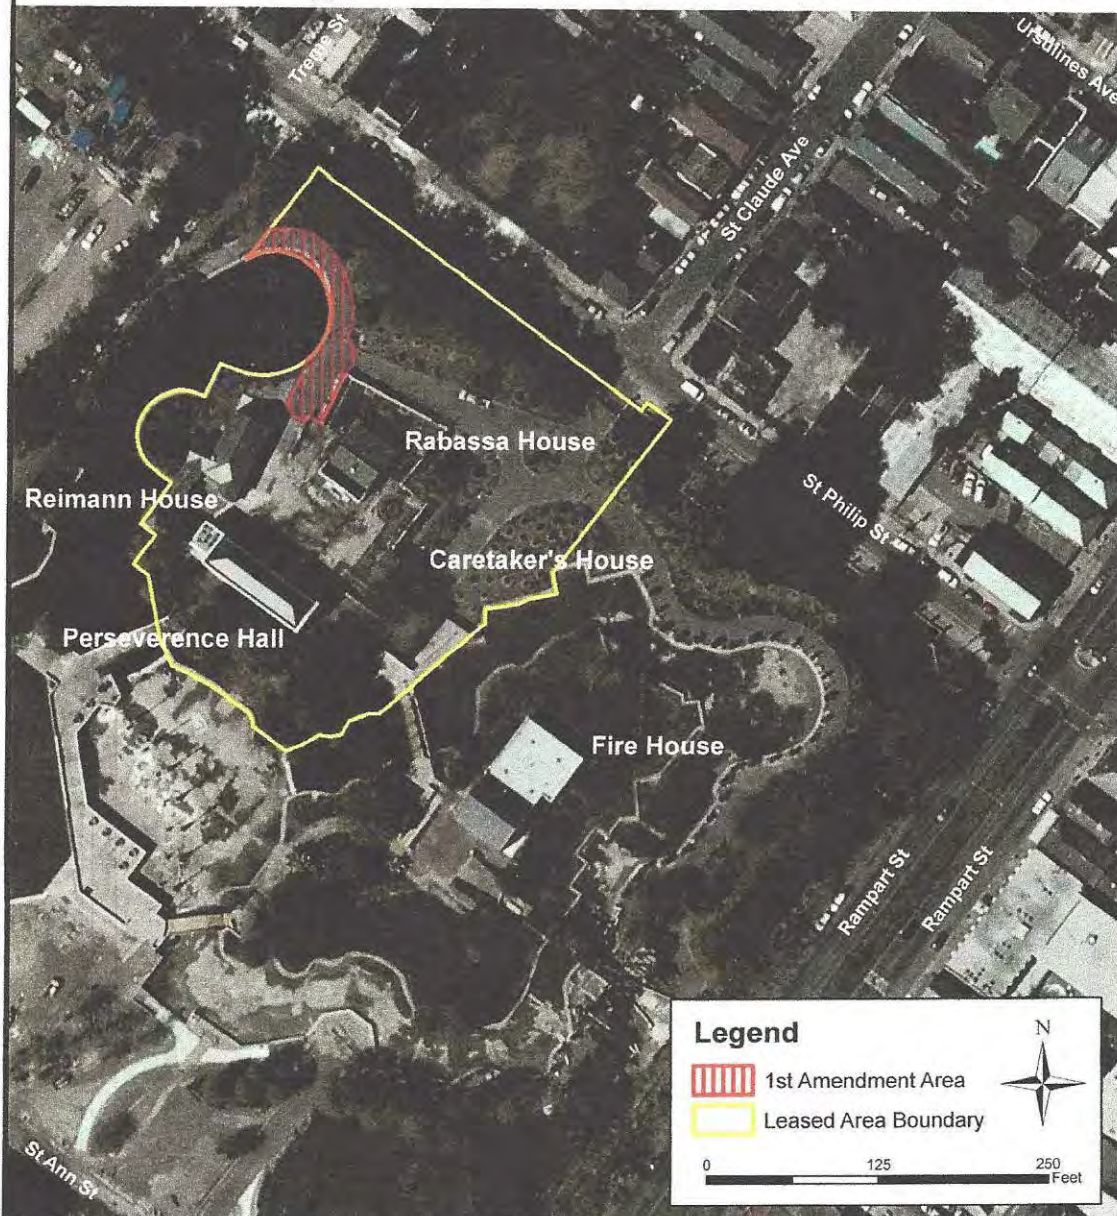 Treme St
Ursulines Ave
St Claude Ave
Rabassa House
Reimann House
St Philip St
Caretaker's House
Perseverence Hall
Fire House
Rampart St
Rampart St
St Ann St
Legend
N
1st Amendment Area
Leased Area Boundary
0 125 250
Feet